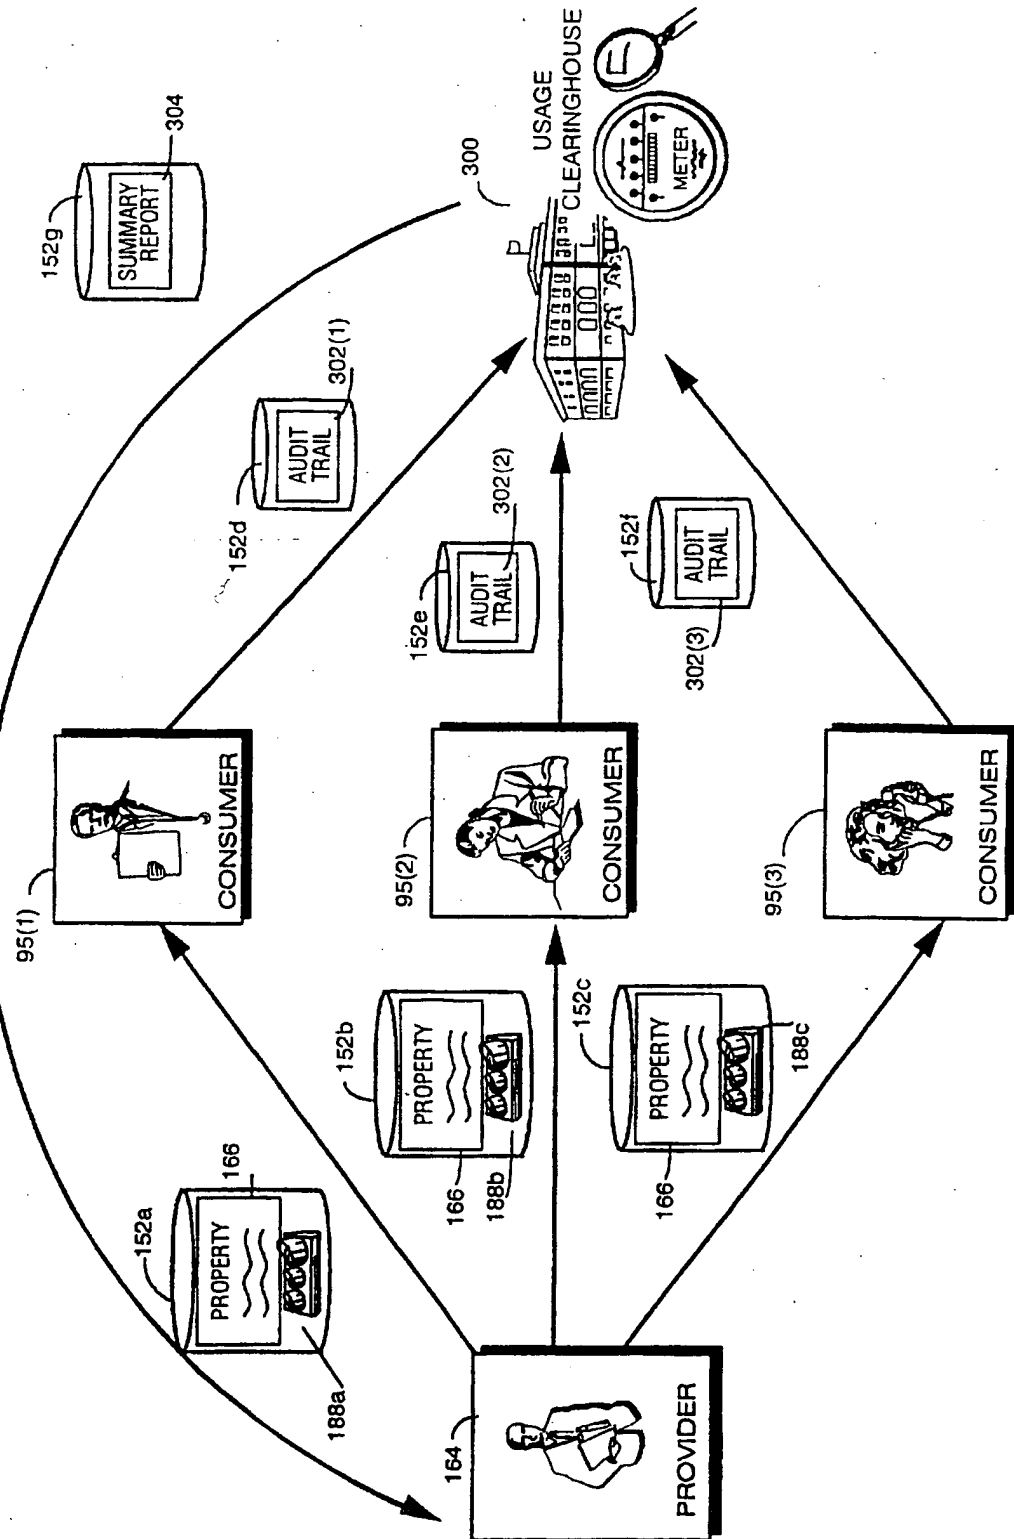 164
PROVIDER
152a
166
PROPERTY
188a
152b
PROPERTY
166
188b
152c
PROPERTY
166
188c
95(1)
CONSUMER
95(2)
CONSUMER
95(3)
CONSUMER
152d
AUDIT
TRAIL
302(1)
152e
AUDIT
TRAIL
302(2)
152f
AUDIT
TRAIL
302(3)
152g
SUMMARY
REPORT
304
300
USAGE
CLEARINGHOUSE
METER